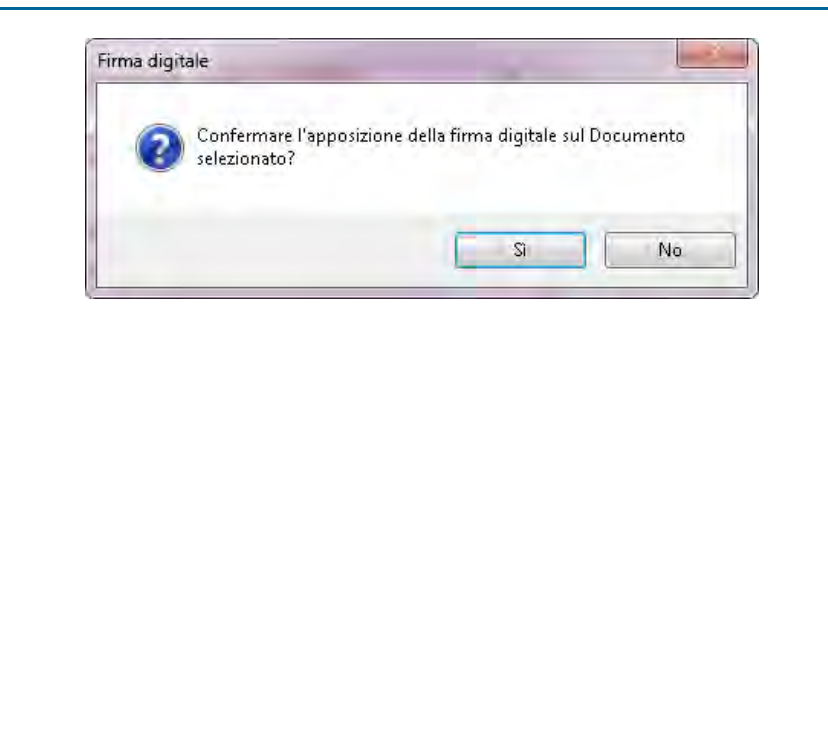 Firma digitale
Confermare l'apposizione della firma digitale sul Documento
selezionato?
Sì
No